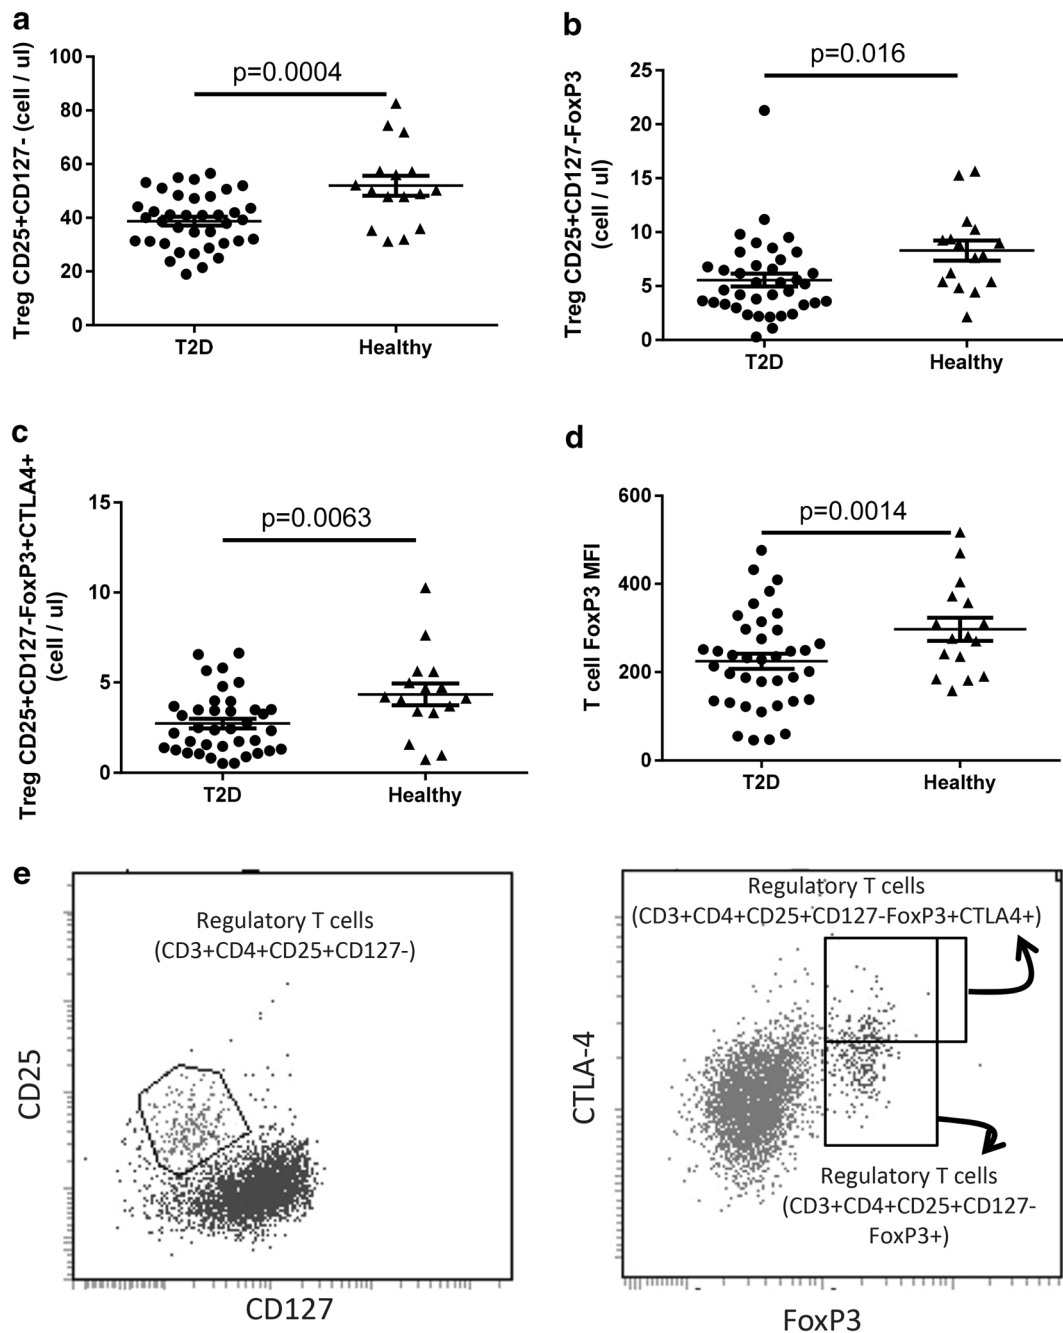 a
Treg CD25+CD127- (cell / ul)
100
80
60
40
20
0
p=0.0004
T2D
Healthy
b
Treg CD25+CD127-FoxP3
(cell / ul)
25
20
15
10
5
0
p=0.016
T2D
Healthy
c
Treg CD25+CD127-FoxP3+CTLA4+
(cell / ul)
15
10
5
0
p=0.0063
T2D
Healthy
d
T cell FoxP3 MFI
600
400
200
0
p=0.0014
T2D
Healthy
e
Regulatory T cells
(CD3+CD4+CD25+CD127-)
CD25
CD127
Regulatory T cells
(CD3+CD4+CD25+CD127-FoxP3+CTLA4+)
CTLA-4
Regulatory T cells
(CD3+CD4+CD25+CD127-
FoxP3+)
FoxP3